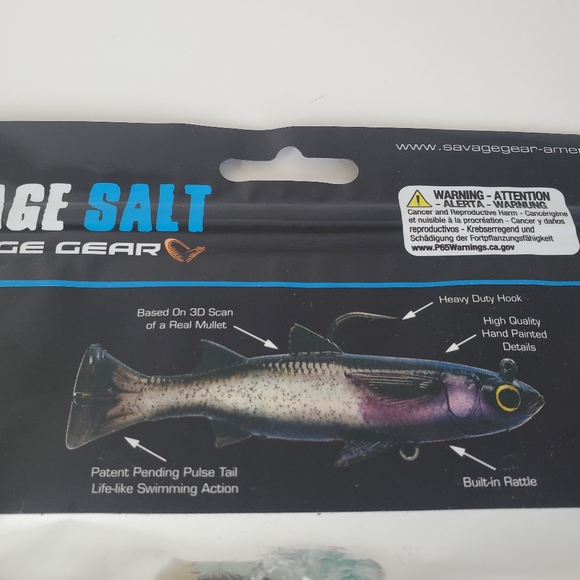 AGE SALT
GE GEAR
www.savagegear-amer
WARNING - ATTENTION
- ALERTA - WARNUNG
Cancer and Reproductive Harm - Cancérigène
et nuisible à la procréation - Cancer y daños
reproductivos - Krebserregend und
Schädigung der Fortpflanzungsfähigkeit
www.P65Warnings.ca.gov
Heavy Duty Hook
Based On 3D Scan
of a Real Mullet
High Quality
Hand Painted
Details
Patent Pending Pulse Tail
Life-like Swimming Action
Built-in Rattle